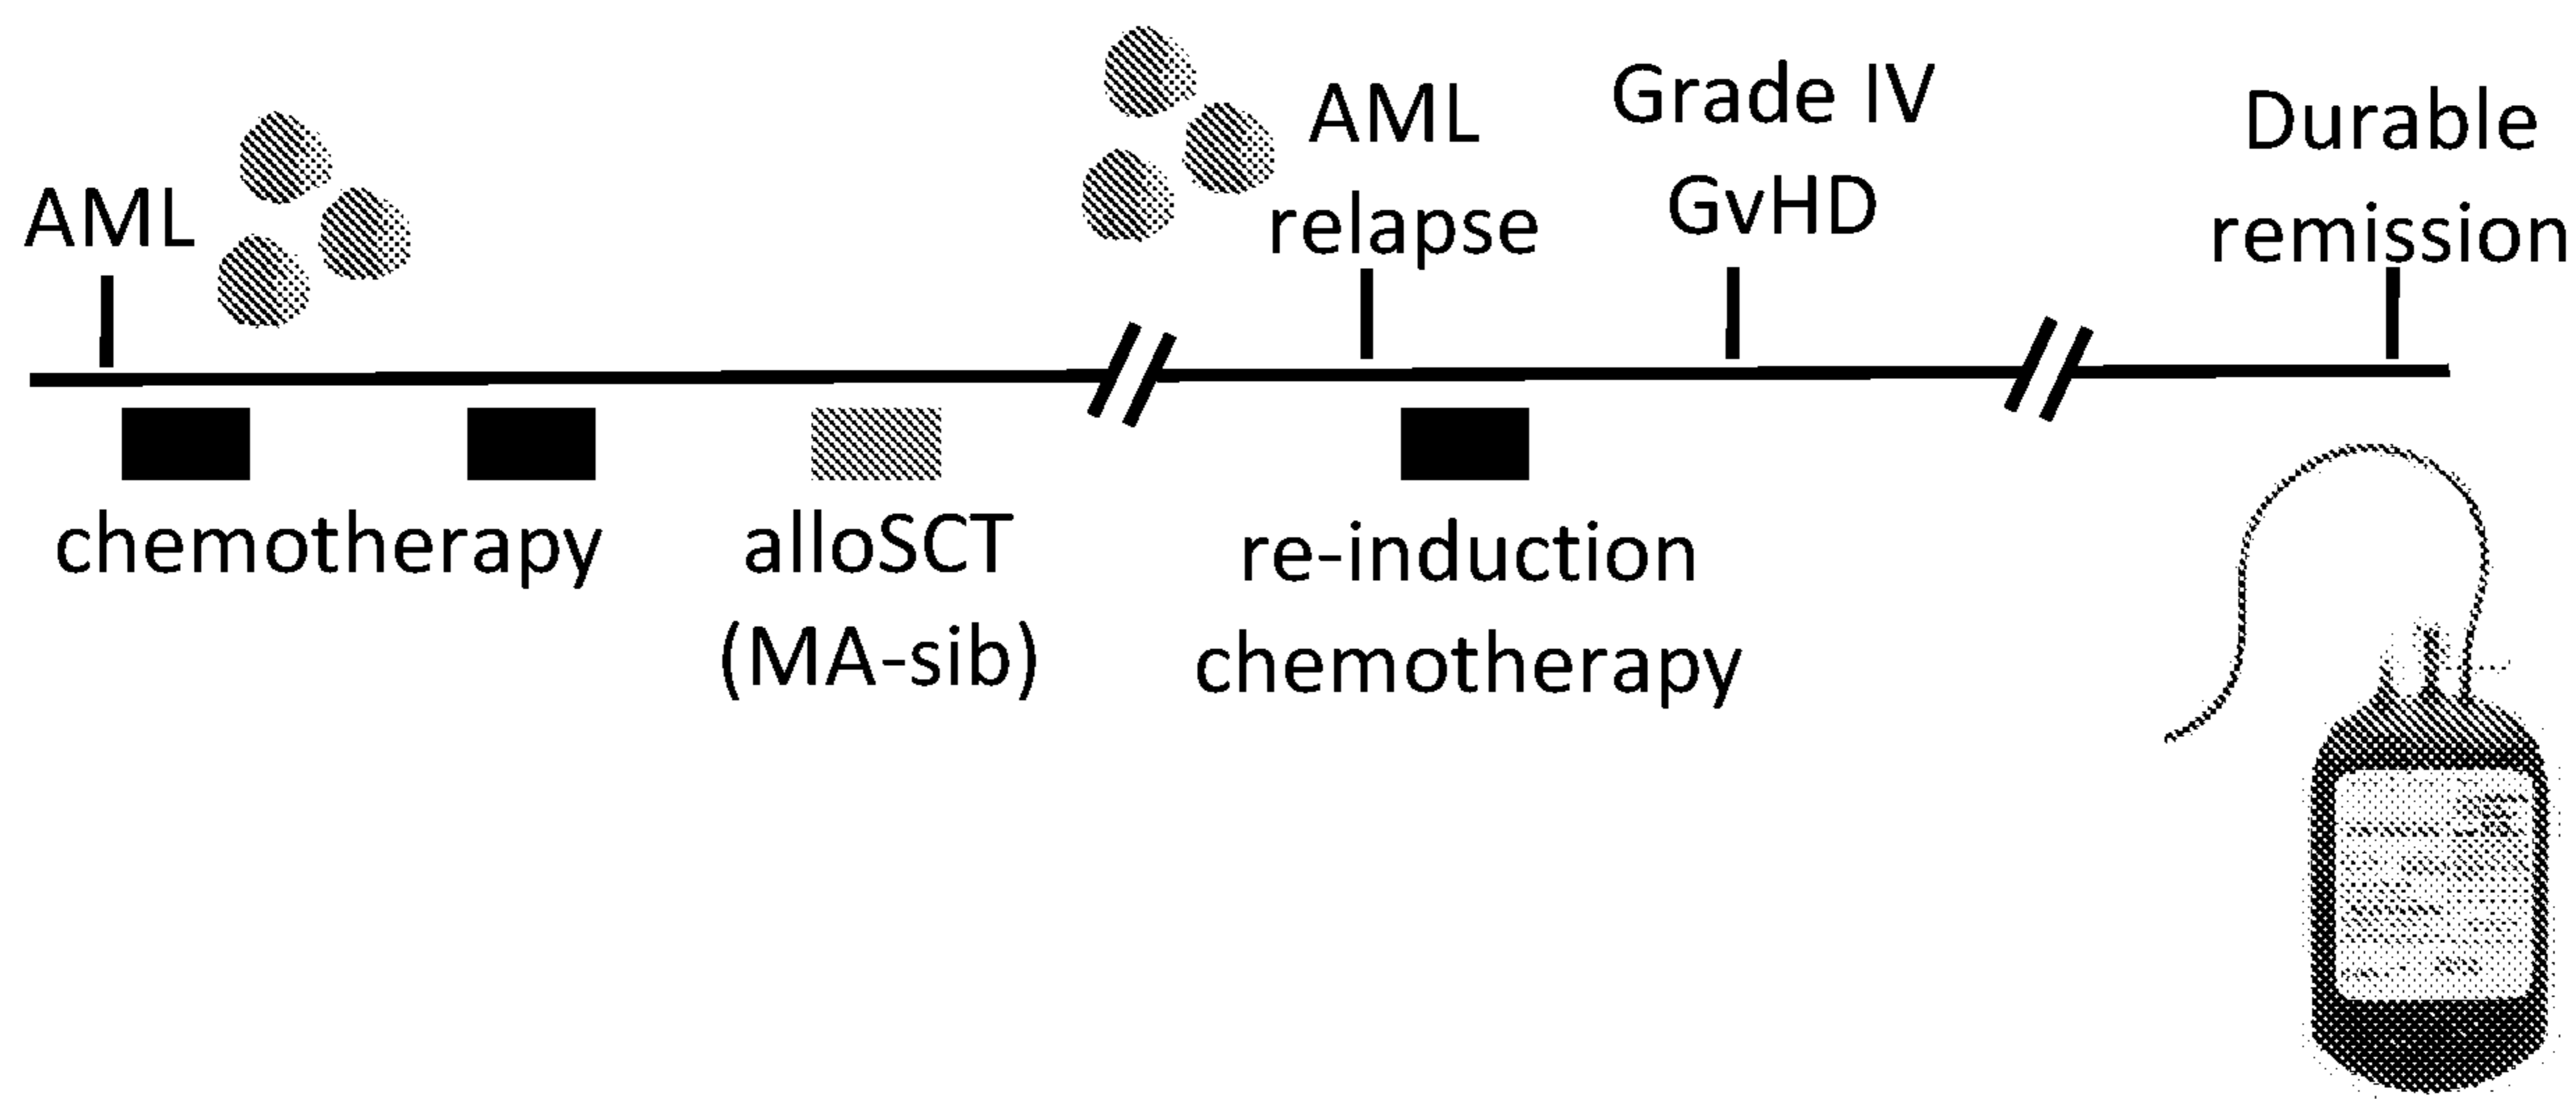 AML
AML
relapse
Grade IV
GvHD
Durable
remission
chemotherapy
alloSCT
(MA-sib)
re-induction
chemotherapy